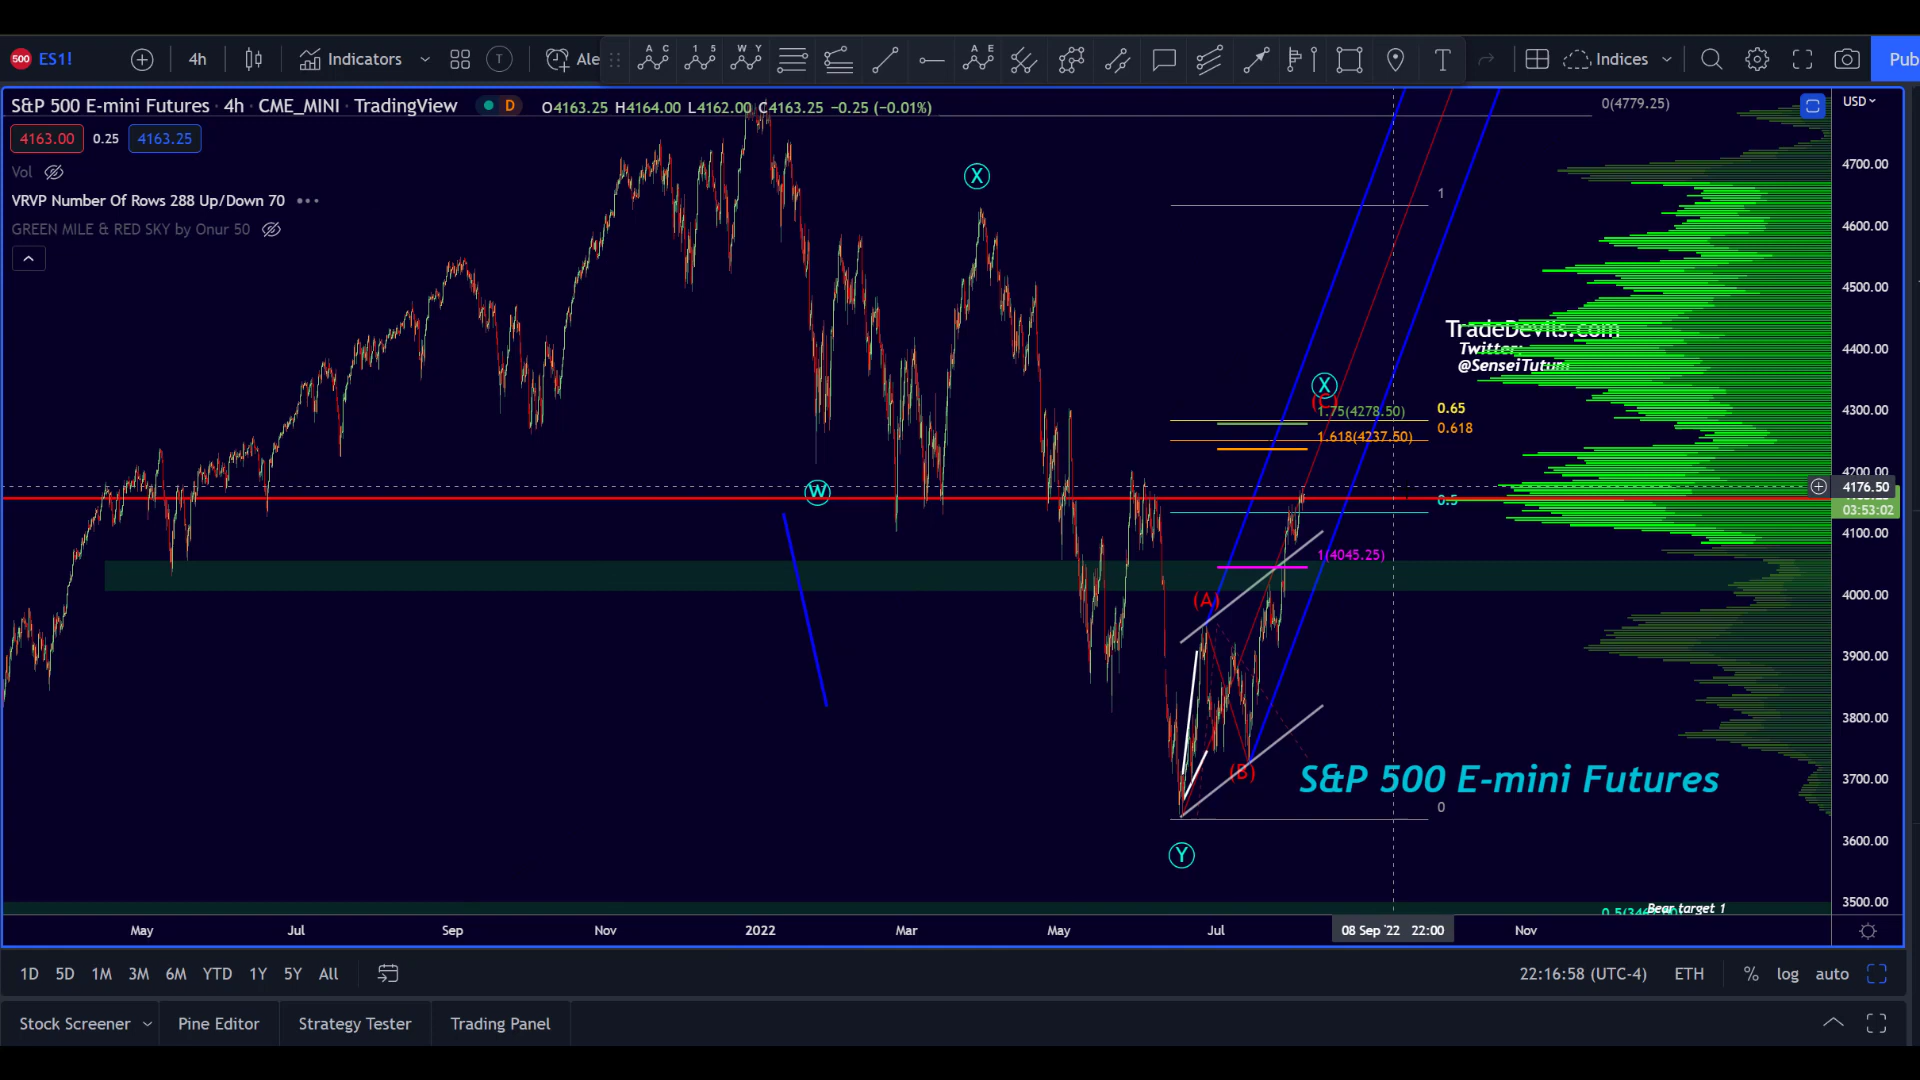 500 ES1! 4h Indicators T Ale A C 1 5 W Y A E T Indices Pub
S&P 500 E-mini Futures · 4h · CME_MINI · TradingView D O4163.25 H4164.00 L4162.00 C4163.25 −0.25 (−0.01%)
0(4779.25)
USD
4163.00 0.25 4163.25
Vol
VRVP Number Of Rows 288 Up/Down 70
GREEN MILE & RED SKY by Onur 50
4700.00
X
1
4600.00
4500.00
TradeDevils.com
Twitter:
@SenseiTutum
4400.00
X
(C)
1.75(4278.50) 0.65
4300.00
1.618(4237.50) 0.618
4200.00
4176.50
W
0.5
03:53:02
4100.00
1(4045.25)
4000.00
(A)
3900.00
3800.00
(B)
S&P 500 E-mini Futures
3700.00
0
3600.00
Y
3500.00
Bear target 1
May Jul Sep Nov 2022 Mar May Jul 08 Sep '22 22:00 Nov
1D 5D 1M 3M 6M YTD 1Y 5Y All 22:16:58 (UTC-4) ETH % log auto
Stock Screener Pine Editor Strategy Tester Trading Panel